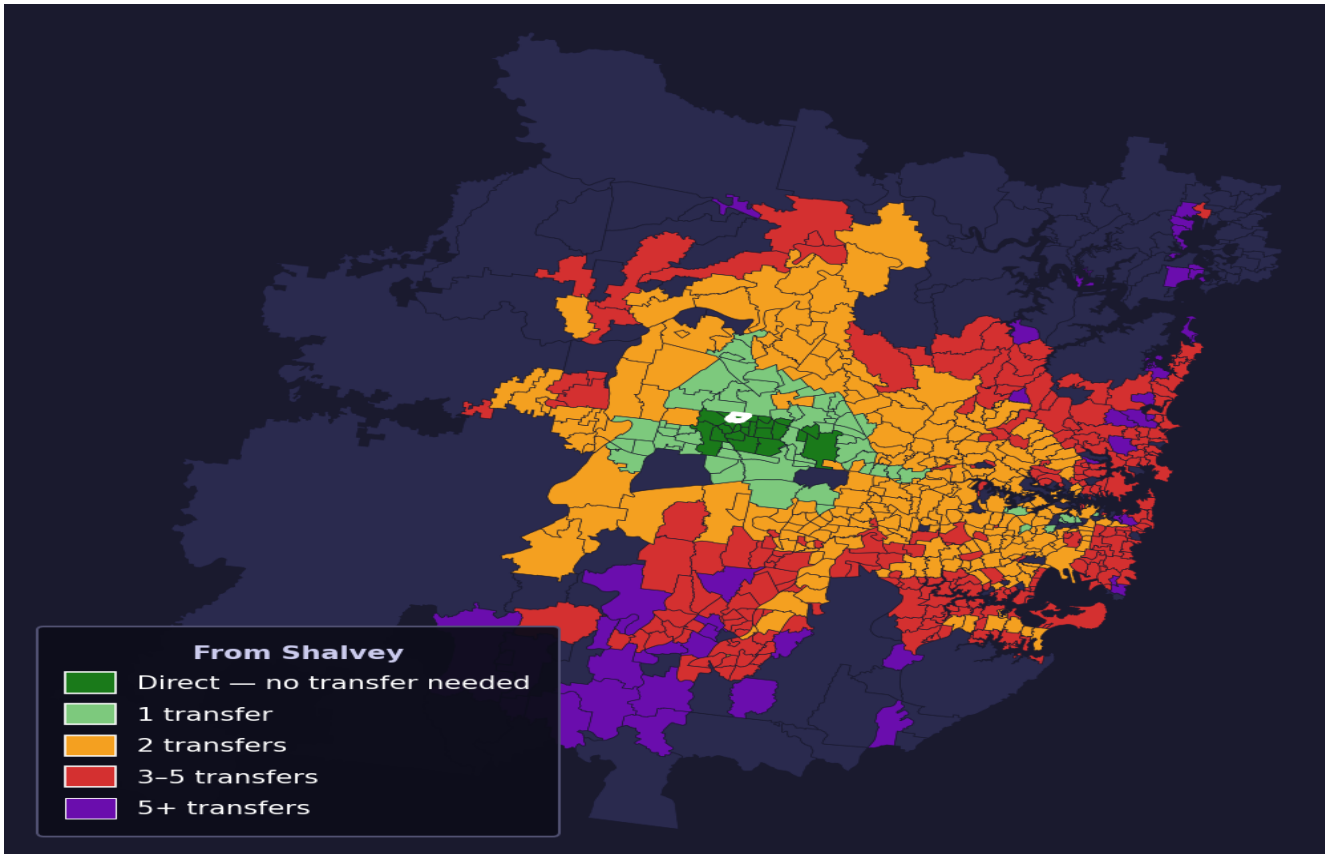 From Shalvey
Direct — no transfer needed
1 transfer
2 transfers
3–5 transfers
5+ transfers